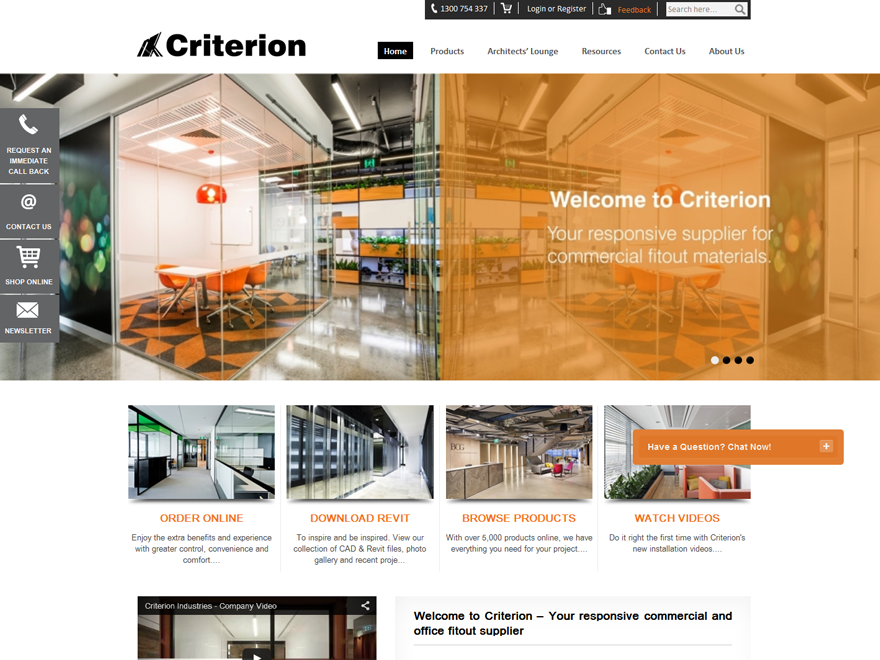 1300 754 337
Login or Register
Feedback
Search here...
Criterion
Home
Products
Architects' Lounge
Resources
Contact Us
About Us
REQUEST AN
IMMEDIATE
CALL BACK
@
CONTACT US
SHOP ONLINE
NEWSLETTER
Welcome to Criterion
Your responsive supplier for
commercial fitout materials.
BCG
Have a Question? Chat Now!
ORDER ONLINE
Enjoy the extra benefits and experience
with greater control, convenience and
comfort....
DOWNLOAD REVIT
To inspire and be inspired. View our
collection of CAD & Revit files, photo
gallery and recent proje...
BROWSE PRODUCTS
With over 5,000 products online, we have
everything you need for your project....
WATCH VIDEOS
Do it right the first time with Criterion's
new installation videos....
Criterion Industries - Company Video
Welcome to Criterion – Your responsive commercial and
office fitout supplier